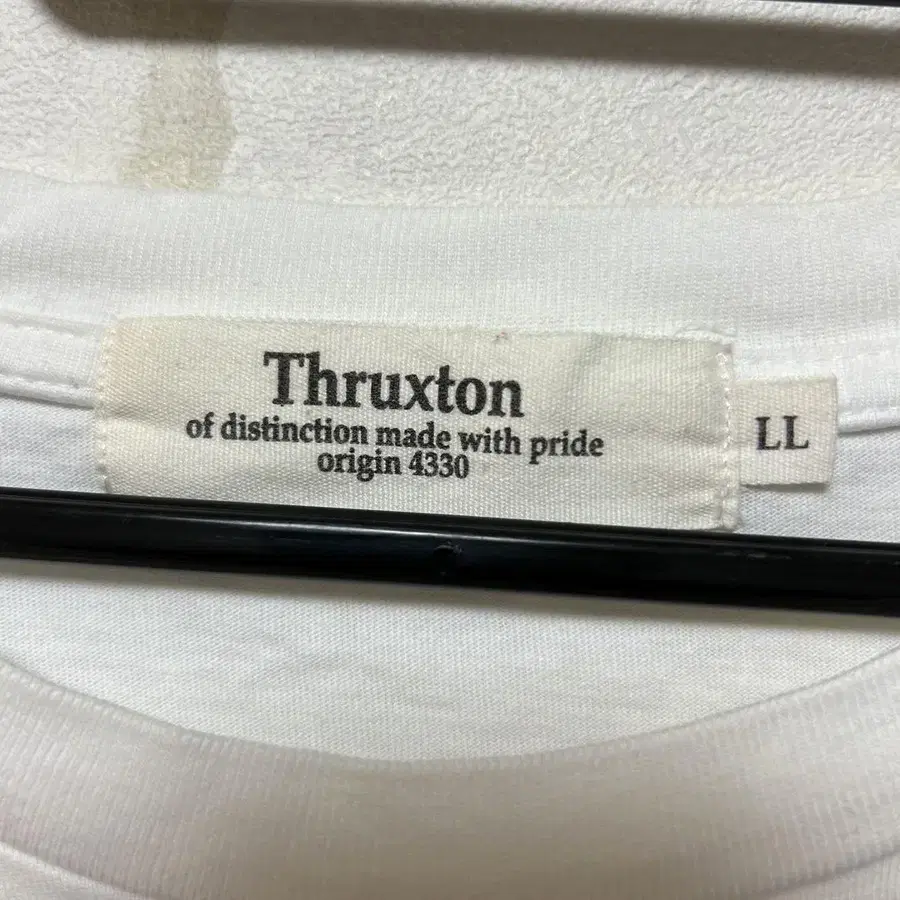 Thruxton
of distinction made with pride
origin 4330
LL